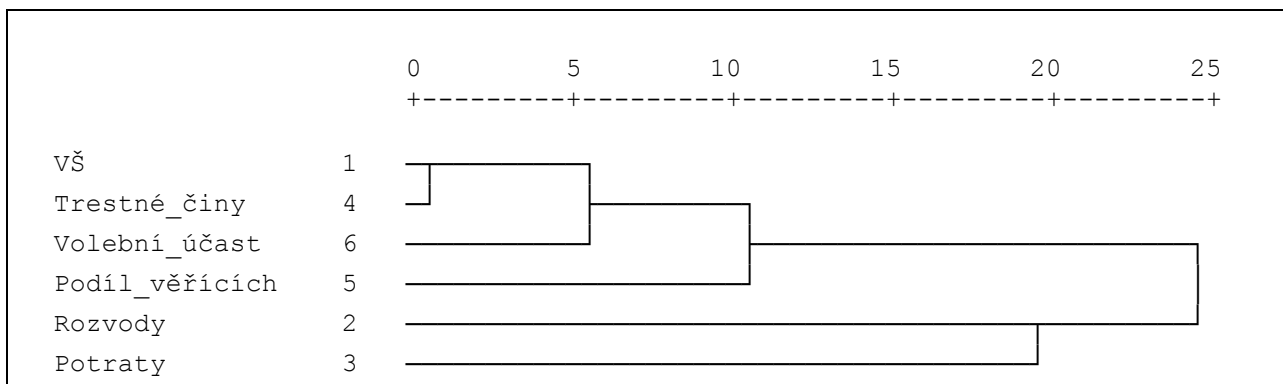 0 5 10 15 20 25
+---------+---------+---------+---------+---------+
VŠ 1
Trestné_činy 4
Volební_účast 6
Podíl_věřících 5
Rozvody 2
Potraty 3